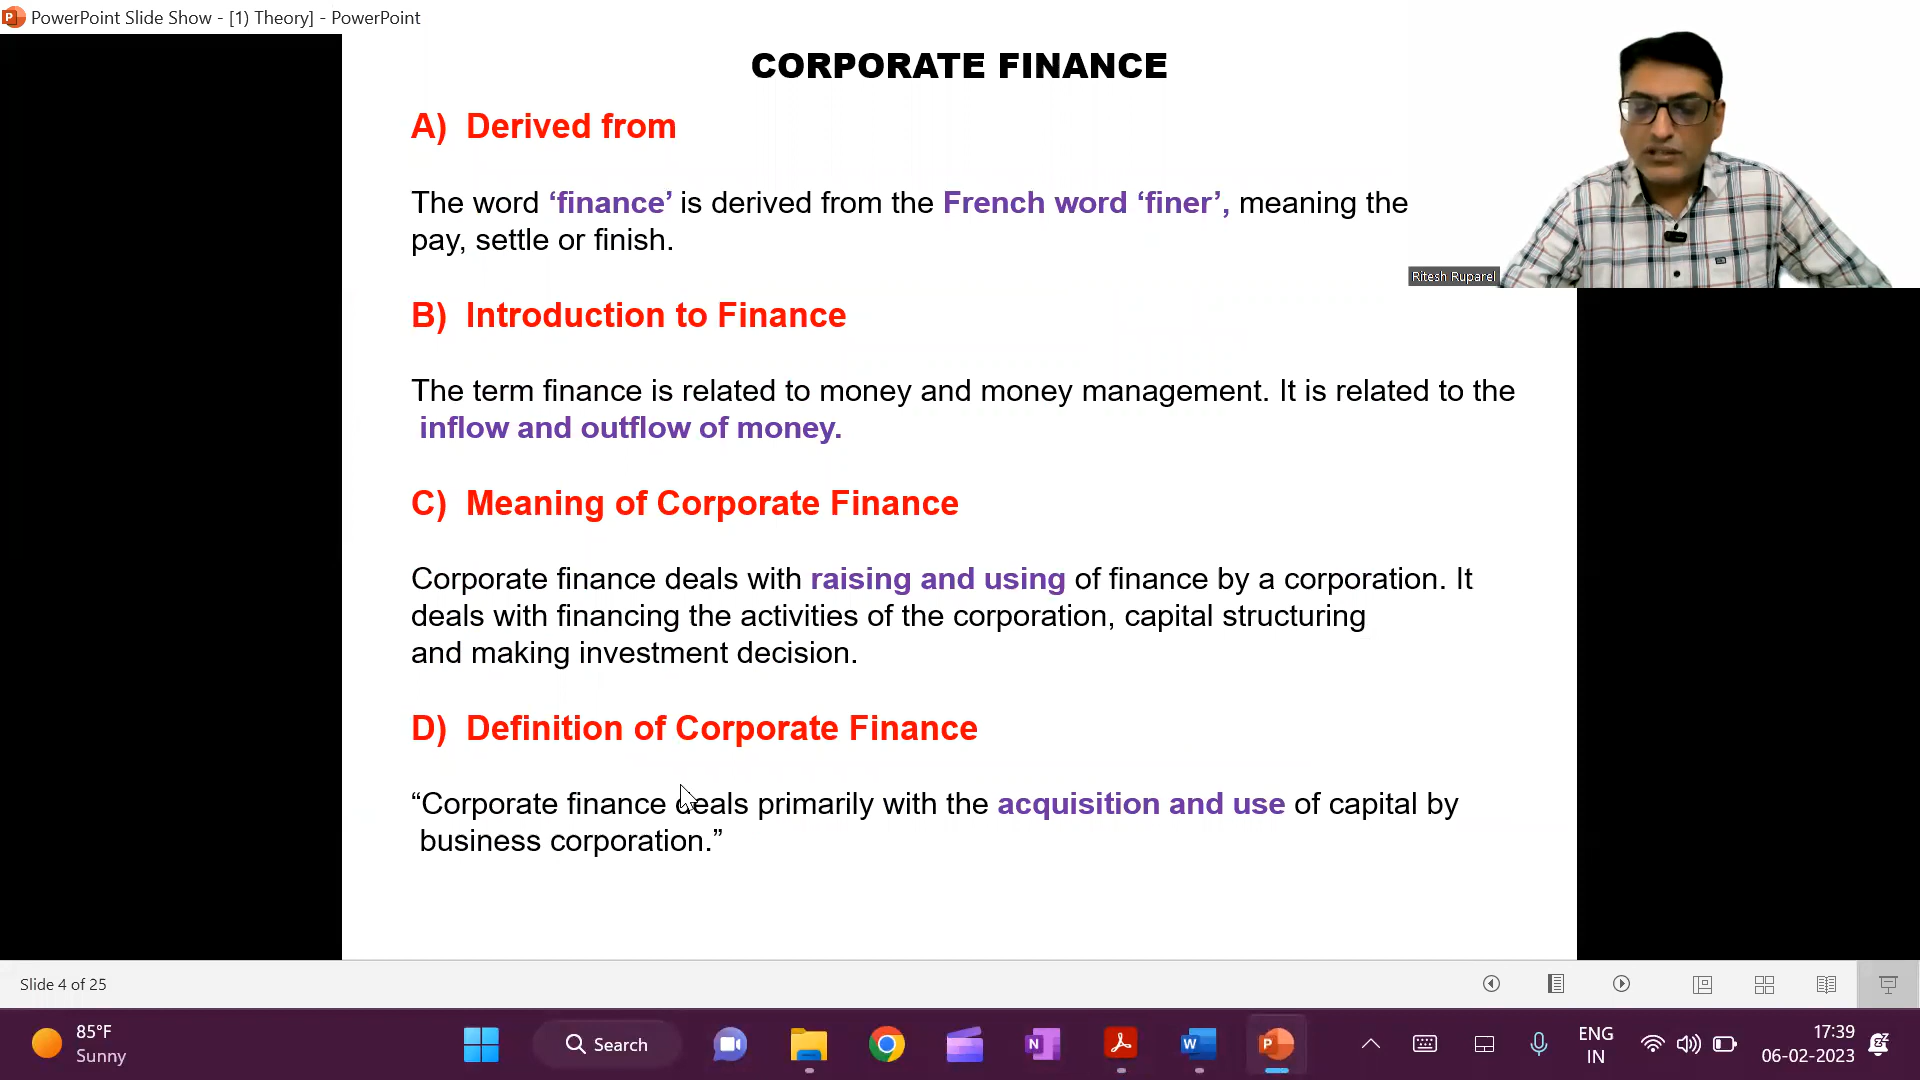 PowerPoint Slide Show - [1) Theory] - PowerPoint
CORPORATE FINANCE
A) Derived from
The word ‘finance’ is derived from the French word ‘finer’, meaning the
pay, settle or finish.
Ritesh Ruparel
B) Introduction to Finance
The term finance is related to money and money management. It is related to the
inflow and outflow of money.
C) Meaning of Corporate Finance
Corporate finance deals with raising and using of finance by a corporation. It
deals with financing the activities of the corporation, capital structuring
and making investment decision.
D) Definition of Corporate Finance
“Corporate finance deals primarily with the acquisition and use of capital by
business corporation.”
Slide 4 of 25
85°F
Sunny
Search
ENG
IN
17:39
06-02-2023